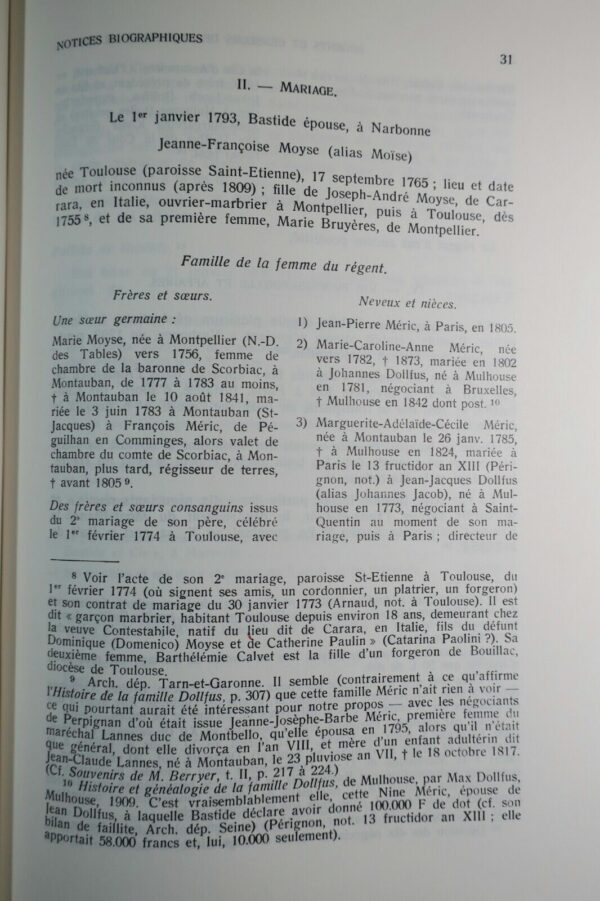 NOTICES BIOGRAPHIQUES
31
II. — MARIAGE.
Le 1er janvier 1793, Bastide épouse, à Narbonne
Jeanne-Françoise Moyse (alias Moïse)
née Toulouse (paroisse Saint-Etienne), 17 septembre 1765 ; lieu et date
de mort inconnus (après 1809) ; fille de Joseph-André Moyse, de Car-
rara, en Italie, ouvrier-marbrier à Montpellier, puis à Toulouse, dès
1755 8, et de sa première femme, Marie Bruyères, de Montpellier.
Famille de la femme du régent.
Frères et sœurs.
Une sœur germaine :
Marie Moyse, née à Montpellier (N.-D.
des Tables) vers 1756, femme de
chambre de la baronne de Scorbiac, à
Montauban, de 1777 à 1783 au moins,
† à Montauban le 10 août 1841, ma-
riée le 3 juin 1783 à Montauban (St-
Jacques) à François Méric, de Pé-
guilhan en Comminges, alors valet de
chambre du comte de Scorbiac, à Mon-
tauban, plus tard, régisseur de terres,
† avant 1805 9.
Des frères et sœurs consanguins issus
du 2e mariage de son père, célébré
le 1er février 1774 à Toulouse, avec
Neveux et nièces.
1) Jean-Pierre Méric, à Paris, en 1805.
2) Marie-Caroline-Anne Méric, née
vers 1782, † 1873, mariée en 1802
à Johannes Dollfus, né à Mulhouse
en 1781, négociant à Bruxelles,
† Mulhouse en 1842 dont post. 10
3) Marguerite-Adélaïde-Cécile Méric,
née à Montauban le 26 janv. 1785,
† à Mulhouse en 1824, mariée à
Paris le 13 fructidor an XIII (Péri-
gnon, not.) à Jean-Jacques Dollfus
(alias Johannes Jacob), né à Mul-
house en 1773, négociant à Saint-
Quentin au moment de son ma-
riage, puis à Paris ; directeur de
8 Voir l'acte de son 2e mariage, paroisse St-Etienne à Toulouse, du
1er février 1774 (où signent ses amis, un cordonnier, un platrier, un forgeron)
et son contrat de mariage du 30 janvier 1773 (Arnaud, not. à Toulouse). Il est
dit « garçon marbrier, habitant Toulouse depuis environ 18 ans, demeurant chez
la veuve Contestabile, natif du lieu dit de Carara, en Italie, fils du défunt
Dominique (Domenico) Moyse et de Catherine Paulin » (Catarina Paolini ?). Sa
deuxième femme, Barthélémie Calvet est la fille d'un forgeron de Bouillac,
diocèse de Toulouse.
9 Arch. dép. Tarn-et-Garonne. Il semble (contrairement à ce qu'affirme
l'Histoire de la famille Dollfus, p. 307) que cette famille Méric n'ait rien à voir —
ce qui pourtant aurait été intéressant pour notre propos — avec les négociants
de Perpignan d'où était issue Jeanne-Josèphe-Barbe Méric, première femme du
maréchal Lannes duc de Montbello, qu'elle épousa en 1795, alors qu'il n'était
que général, dont elle divorça en l'an VIII, et mère d'un enfant adultérin dit
Jean-Claude Lannes, né à Montauban, le 23 pluviose an VII, † le 18 octobre 1817.
(Cf. Souvenirs de M. Berryer, t. II, p. 217 à 224.)
10 Histoire et généalogie de la famille Dollfus, de Mulhouse, par Max Dollfus,
Mulhouse, 1909. C'est vraisemblablement elle, cette Nine Méric, épouse de
Jean Dollfus, à laquelle Bastide déclare avoir donné 100.000 F de dot (cf. son
bilan de faillite, Arch. dép. Seine) (Pérignon, not. 13 fructidor an XIII ; elle
apportait 58.000 francs et, lui, 10.000 seulement).